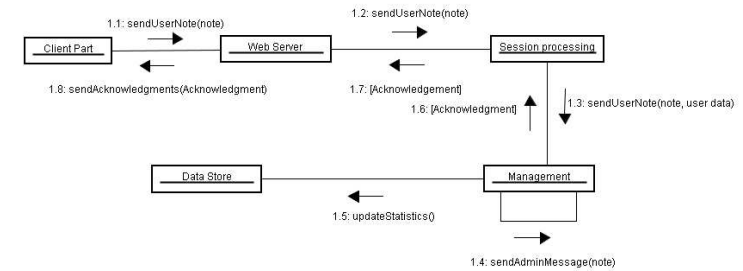 1.1: sendUserNote(note)
1.2: sendUserNote(note)
Client Part
Web Server
Session processing
1.8: sendAcknowledgments(Acknowledgment)
1.7: [Acknowledgement]
1.6: [Acknowledgment]
1.3: sendUserNote(note, user data)
Data Store
Management
1.5: updateStatistics()
1.4: sendAdminMessage(note)